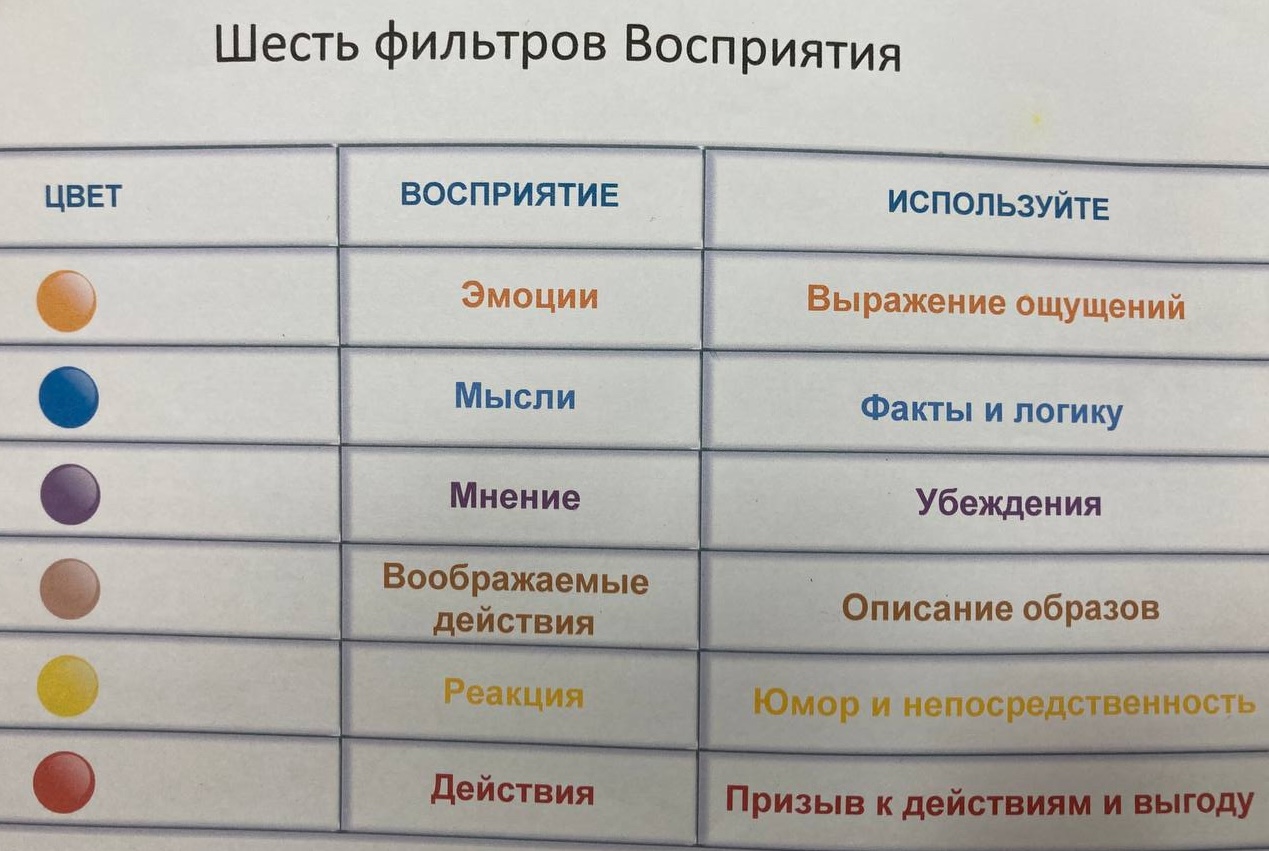 Шесть фильтров Восприятия
ЦВЕТ ВОСПРИЯТИЕ ИСПОЛЬЗУЙТЕ
Эмоции Выражение ощущений
Мысли Факты и логику
Мнение Убеждения
Воображаемые
действия Описание образов
Реакция Юмор и непосредственность
Действия Призыв к действиям и выгоду